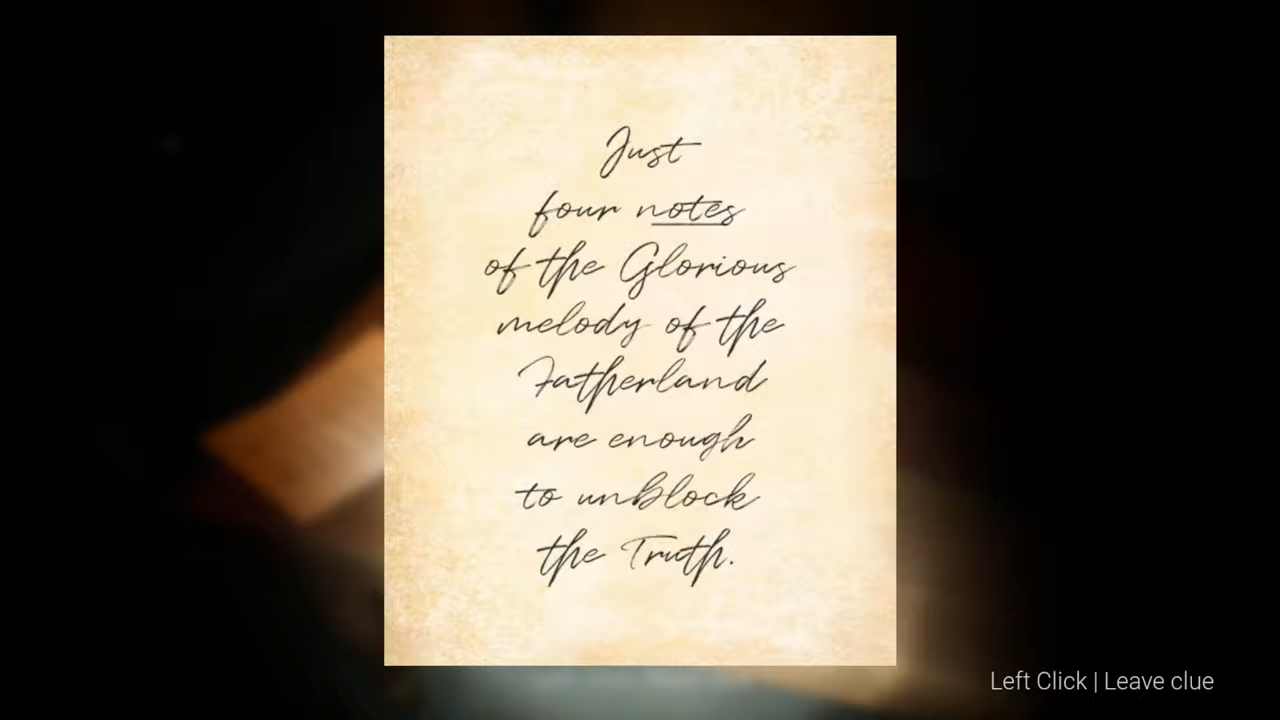 Just
four notes
of the Glorious
melody of the
Fatherland
are enough
to unblock
the Truth.
Left Click | Leave clue